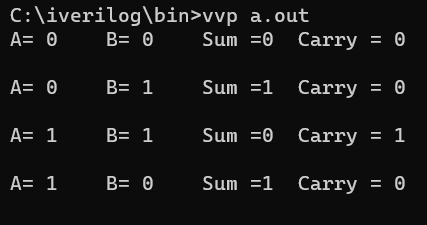 C:\iverilog\bin>vvp a.out
A= 0    B= 0    Sum =0  Carry = 0
A= 0    B= 1    Sum =1  Carry = 0
A= 1    B= 1    Sum =0  Carry = 1
A= 1    B= 0    Sum =1  Carry = 0